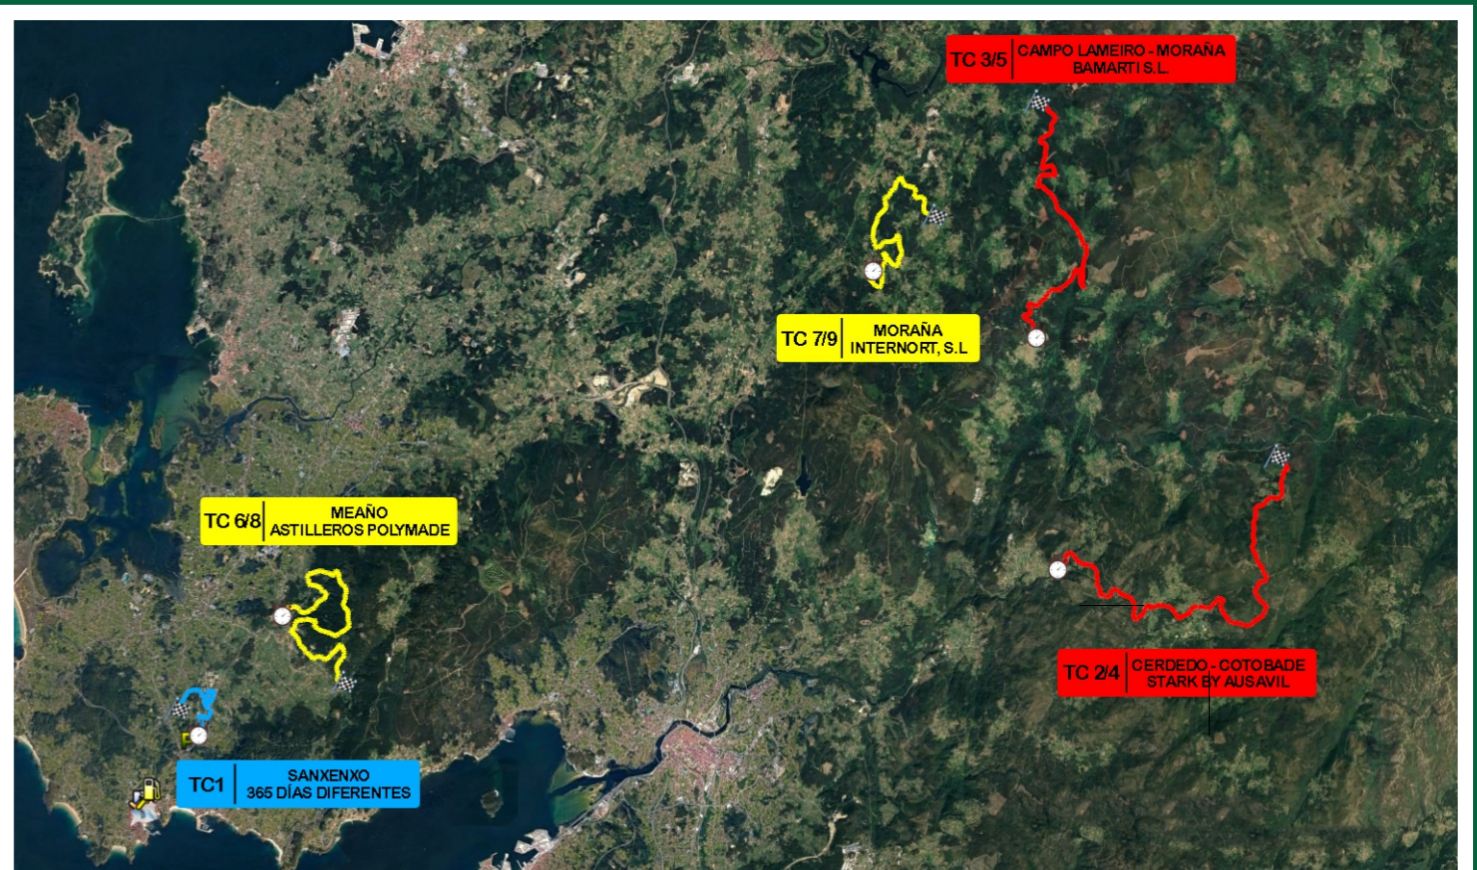 TC 3/5
CAMPO LAMEIRO - MORAÑA
BAMARTI S.L.
TC 7/9
MORAÑA
INTERNORT, S.L
TC 6/8
MEAÑO
ASTILLEROS POLYMADE
TC 2/4
CERDEDO - COTOBADE
STARK BY AUSAVIL
TC1
SANXENXO
365 DÍAS DIFERENTES